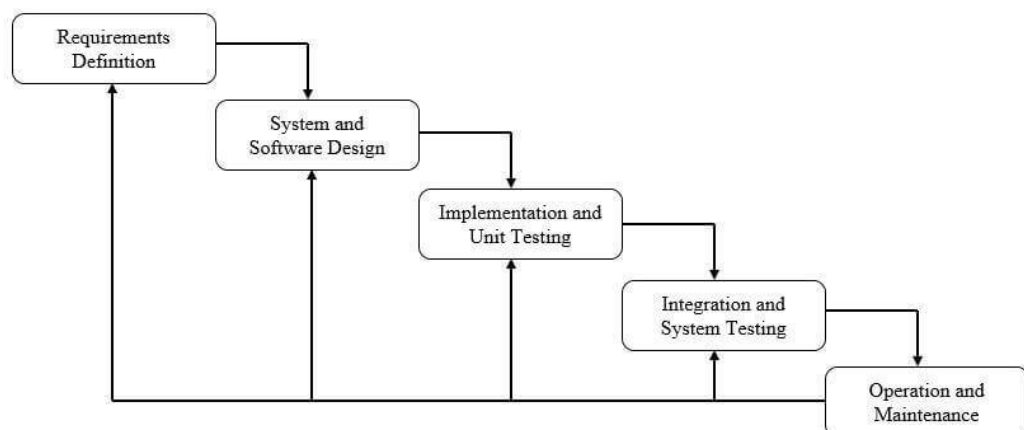 Requirements
Definition
System and
Software Design
Implementation and
Unit Testing
Integration and
System Testing
Operation and
Maintenance